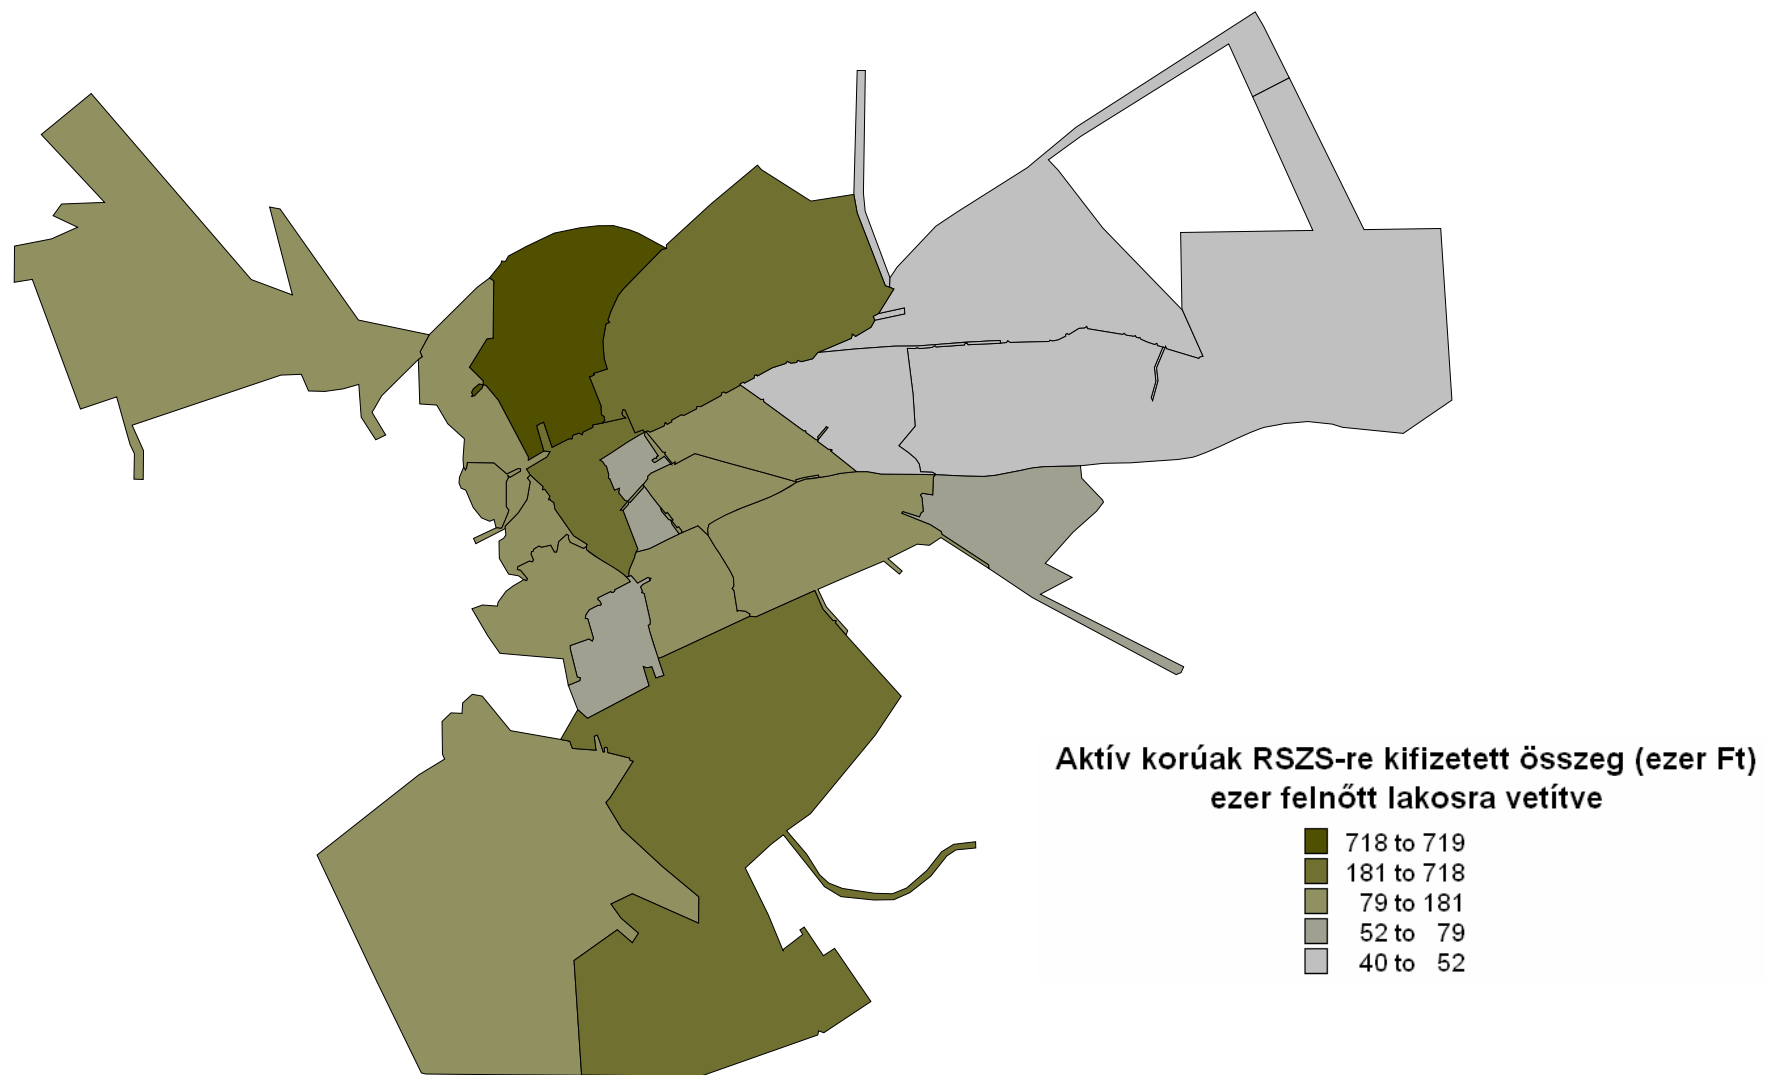 Aktív korúak RSZS-re kifizetett összeg (ezer Ft)
ezer felnőtt lakosra vetítve
718 to 719
181 to 718
79 to 181
52 to 79
40 to 52